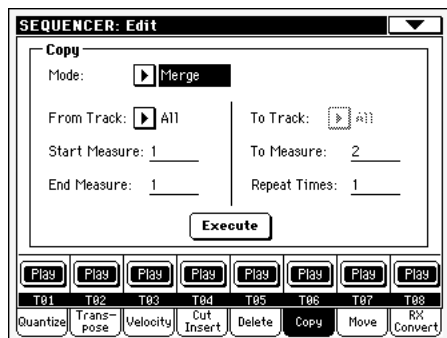 SEQUENCER: Edit
Copy
Mode: Merge
From Track: All
To Track: All
Start Measure: 1
To Measure: 2
End Measure: 1
Repeat Times: 1
Execute
Play Play Play Play Play Play Play Play
T01 T02 T03 T04 T05 T06 T07 T08
Quantize Trans-pose Velocity Cut Insert Delete Copy Move RX Convert